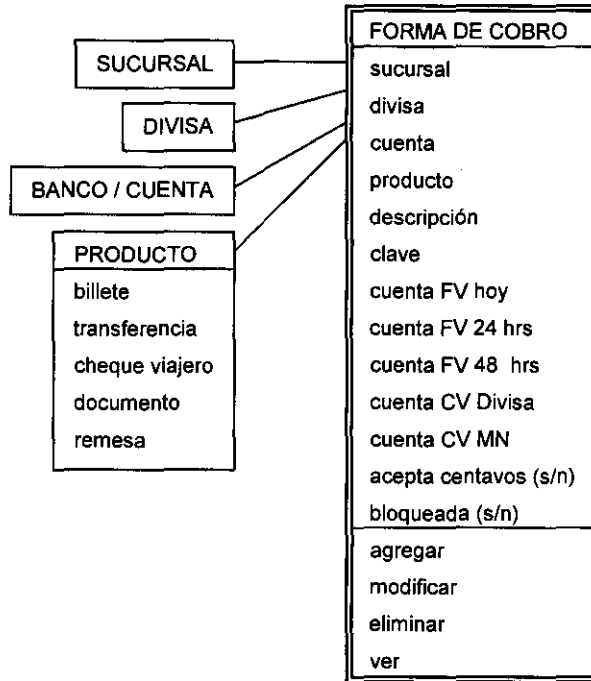 SUCURSAL
DIVISA
BANCO / CUENTA
PRODUCTO
billete
transferencia
cheque viajero
documento
remesa
FORMA DE COBRO
sucursal
divisa
cuenta
producto
descripción
clave
cuenta FV hoy
cuenta FV 24 hrs
cuenta FV 48 hrs
cuenta CV Divisa
cuenta CV MN
acepta centavos (s/n)
bloqueada (s/n)
agregar
modificar
eliminar
ver